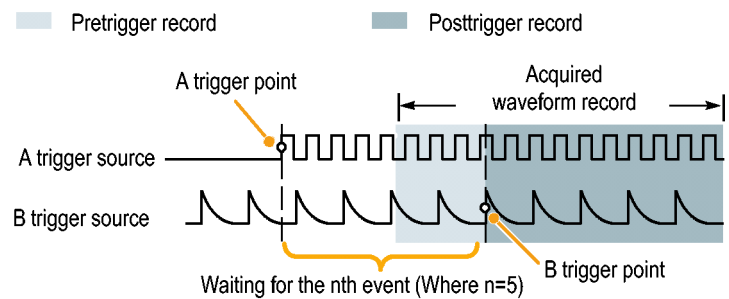 Pretrigger record
Posttrigger record
A trigger point
Acquired
waveform record
A trigger source
B trigger source
B trigger point
Waiting for the nth event (Where n=5)